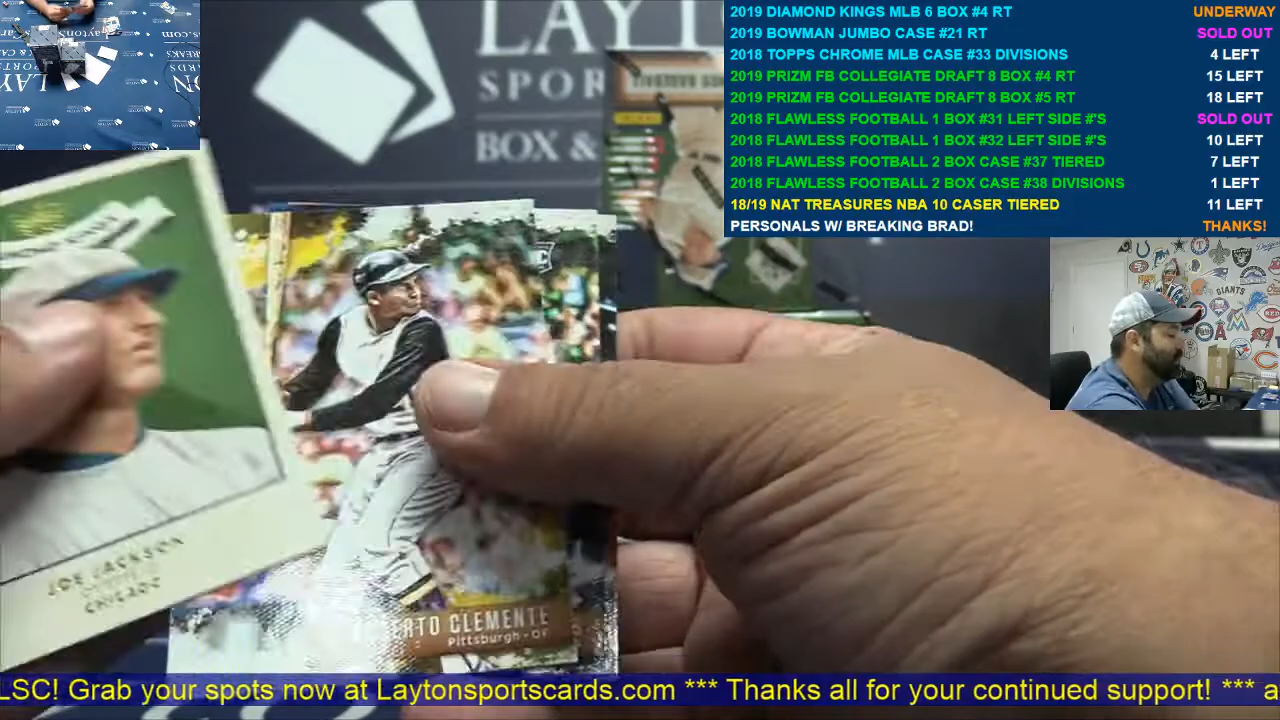 2019 DIAMOND KINGS MLB 6 BOX #4 RT UNDERWAY
2019 BOWMAN JUMBO CASE #21 RT SOLD OUT
2018 TOPPS CHROME MLB CASE #33 DIVISIONS 4 LEFT
2019 PRIZM FB COLLEGIATE DRAFT 8 BOX #4 RT 15 LEFT
2019 PRIZM FB COLLEGIATE DRAFT 8 BOX #5 RT 18 LEFT
2018 FLAWLESS FOOTBALL 1 BOX #31 LEFT SIDE #'S SOLD OUT
2018 FLAWLESS FOOTBALL 1 BOX #32 LEFT SIDE #'S 10 LEFT
2018 FLAWLESS FOOTBALL 2 BOX CASE #37 TIERED 7 LEFT
2018 FLAWLESS FOOTBALL 2 BOX CASE #38 DIVISIONS 1 LEFT
18/19 NAT TREASURES NBA 10 CASER TIERED 11 LEFT
PERSONALS W/ BREAKING BRAD! THANKS!
LAYT
SPOR
BOX &
GIANTS
JOE JACKSON
CHICAGO
RTO CLEMENTE
Pittsburgh - OF
LSC! Grab your spots now at Laytonsportscards.com *** Thanks all for your continued support! *** a